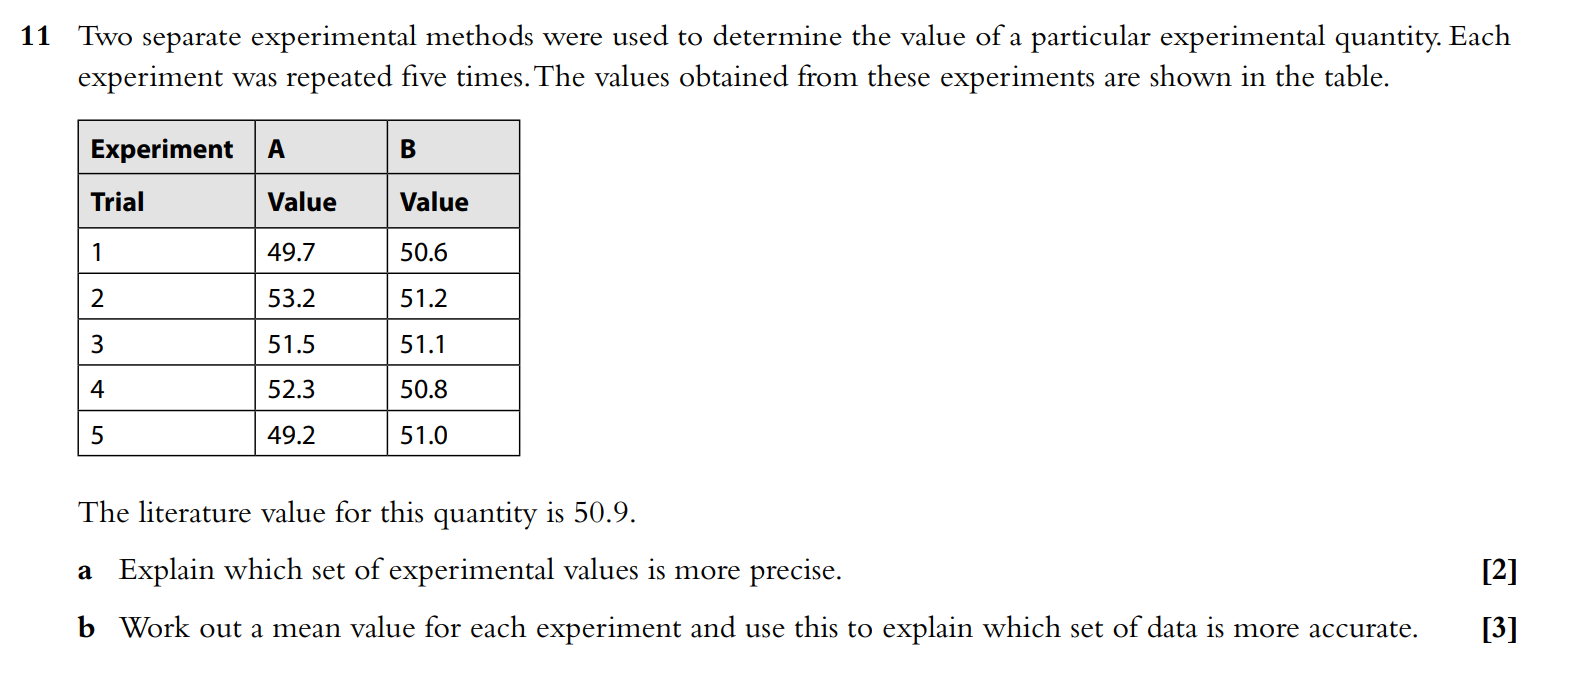 11 Two separate experimental methods were used to determine the value of a particular experimental quantity. Each
experiment was repeated five times. The values obtained from these experiments are shown in the table.
Experiment A B
Trial Value Value
1 49.7 50.6
2 53.2 51.2
3 51.5 51.1
4 52.3 50.8
5 49.2 51.0
The literature value for this quantity is 50.9.
a Explain which set of experimental values is more precise. [2]
b Work out a mean value for each experiment and use this to explain which set of data is more accurate. [3]